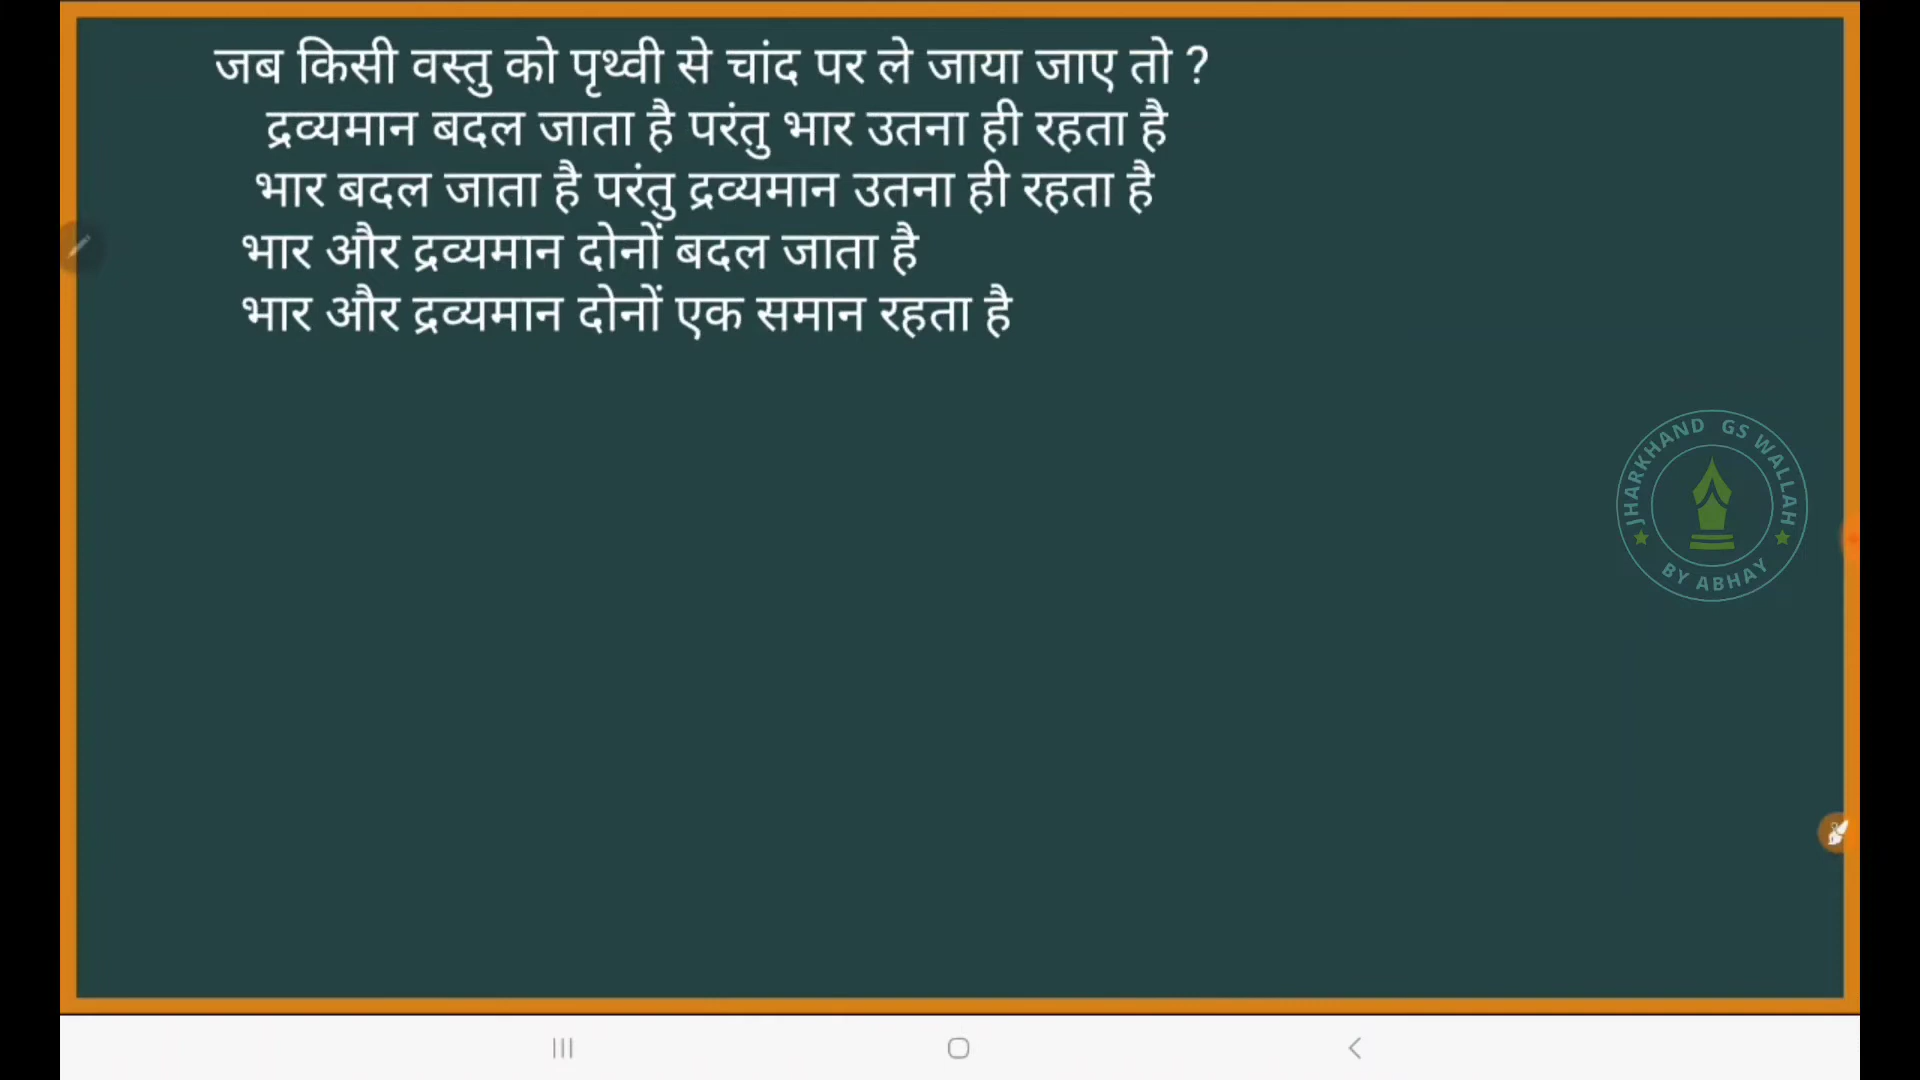 जब किसी वस्तु को पृथ्वी से चांद पर ले जाया जाए तो ?
द्रव्यमान बदल जाता है परंतु भार उतना ही रहता है
भार बदल जाता है परंतु द्रव्यमान उतना ही रहता है
भार और द्रव्यमान दोनों बदल जाता है
भार और द्रव्यमान दोनों एक समान रहता है
JHARKHAND GS WALLAH
BY ABHAY